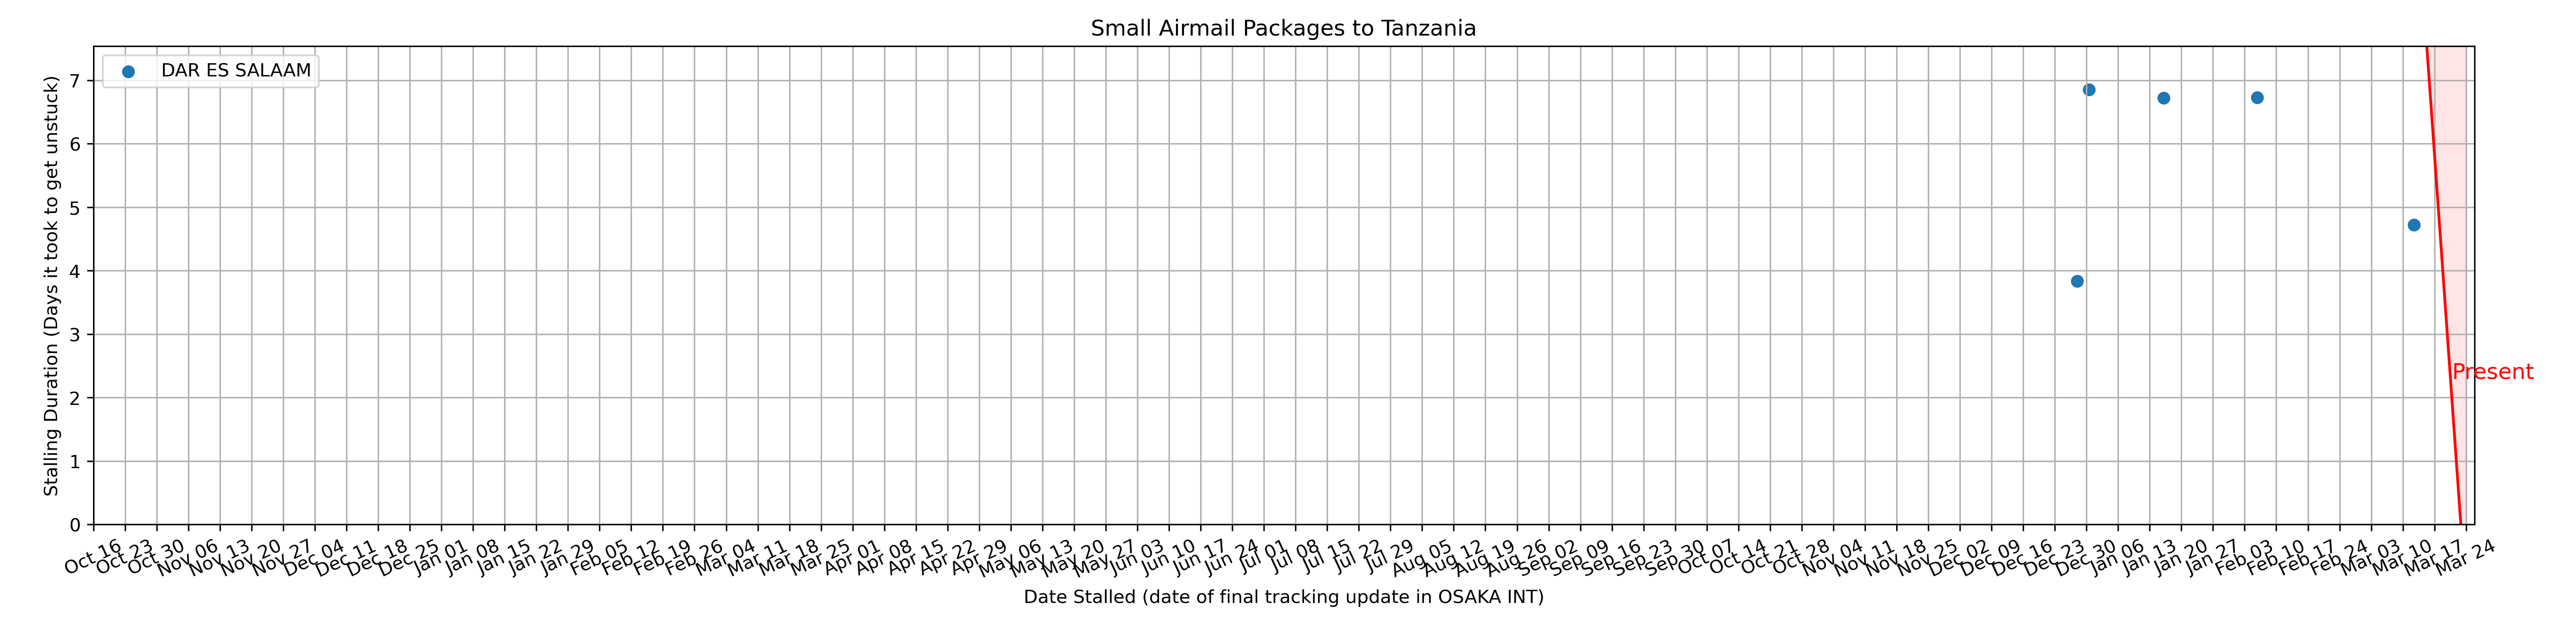 Small Airmail Packages to Tanzania
DAR ES SALAAM
Stalling Duration (Days it took to get unstuck)
7
6
5
4
3
2
1
0
Present
Oct 16
Oct 23
Oct 30
Nov 06
Nov 13
Nov 20
Nov 27
Dec 04
Dec 11
Dec 18
Dec 25
Jan 01
Jan 08
Jan 15
Jan 22
Jan 29
Feb 05
Feb 12
Feb 19
Feb 26
Mar 04
Mar 11
Mar 18
Mar 25
Apr 01
Apr 08
Apr 15
Apr 22
Apr 29
May 06
May 13
May 20
May 27
Jun 03
Jun 10
Jun 17
Jun 24
Jul 01
Jul 08
Jul 15
Jul 22
Jul 29
Aug 05
Aug 12
Aug 19
Aug 26
Sep 02
Sep 09
Sep 16
Sep 23
Sep 30
Oct 07
Oct 14
Oct 21
Oct 28
Nov 04
Nov 11
Nov 18
Nov 25
Dec 02
Dec 09
Dec 16
Dec 23
Dec 30
Jan 06
Jan 13
Jan 20
Jan 27
Feb 03
Feb 10
Feb 17
Feb 24
Mar 03
Mar 10
Mar 17
Mar 24
Date Stalled (date of final tracking update in OSAKA INT)